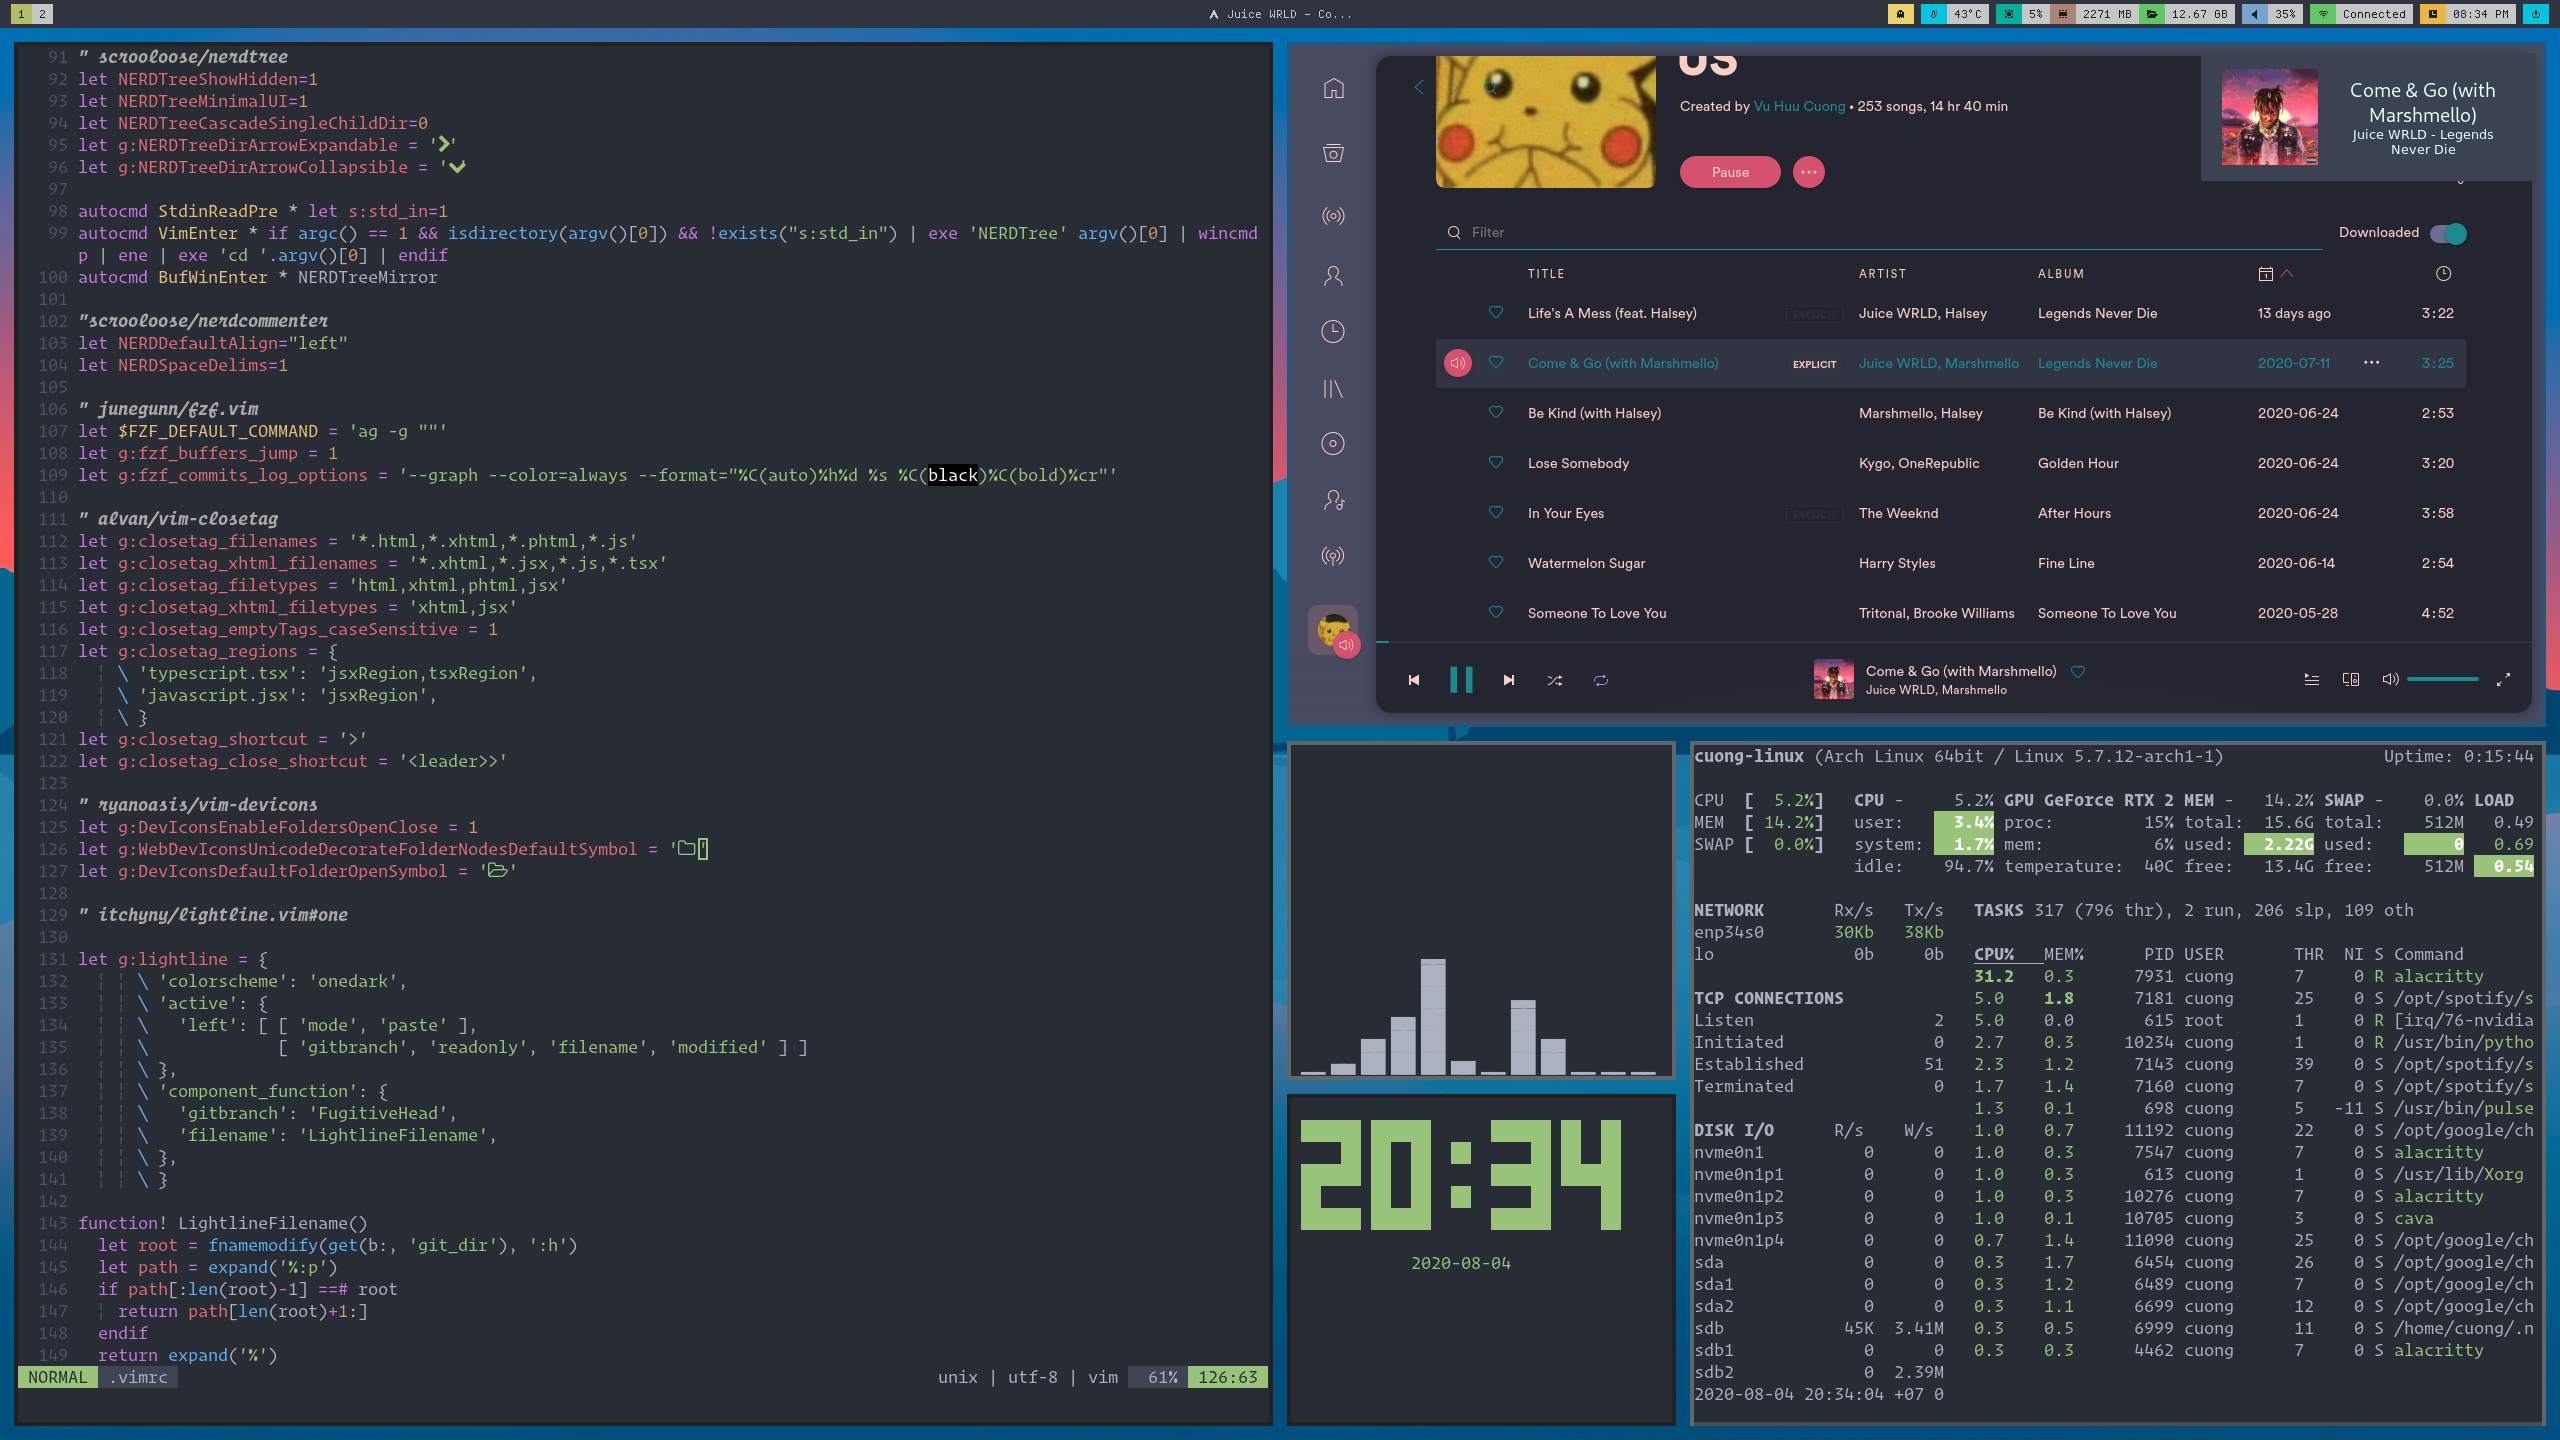 1 2
Juice WRLD - Co...
43°C 5% 2271 MB 12.67 GB 35% Connected 08:34 PM
91 " scrooloose/nerdtree
92 let NERDTreeShowHidden=1
93 let NERDTreeMinimalUI=1
94 let NERDTreeCascadeSingleChildDir=0
95 let g:NERDTreeDirArrowExpandable = ''
96 let g:NERDTreeDirArrowCollapsible = '
97
98 autocmd StdinReadPre * let s:std_in=1
99 autocmd VimEnter * if argc() == 1 && isdirectory(argv()[0]) && !exists("s:std_in") | exe 'NERDTree' argv()[0] | wincmd
p | ene | exe 'cd '.argv()[0] | endif
100 autocmd BufWinEnter * NERDTreeMirror
101
102 "scrooloose/nerdcommenter
103 let NERDDefaultAlign="left"
104 let NERDSpaceDelims=1
105
106 " junegunn/fzf.vim
107 let $FZF_DEFAULT_COMMAND = 'ag -g ""'
108 let g:fzf_buffers_jump = 1
109 let g:fzf_commits_log_options = '--graph --color=always --format="%C(auto)%h%d %s %C(black)%C(bold)%cr"'
110
111 " alvan/vim-closetag
112 let g:closetag_filenames = '*.html,*.xhtml,*.phtml,*.js'
113 let g:closetag_xhtml_filenames = '*.xhtml,*.jsx,*.js,*.tsx'
114 let g:closetag_filetypes = 'html,xhtml,phtml,jsx'
115 let g:closetag_xhtml_filetypes = 'xhtml,jsx'
116 let g:closetag_emptyTags_caseSensitive = 1
117 let g:closetag_regions = {
118 ¦ \ 'typescript.tsx': 'jsxRegion,tsxRegion',
119 ¦ \ 'javascript.jsx': 'jsxRegion',
120 ¦ \ }
121 let g:closetag_shortcut = '>'
122 let g:closetag_close_shortcut = '<leader>>'
123
124 " ryanoasis/vim-devicons
125 let g:DevIconsEnableFoldersOpenClose = 1
126 let g:WebDevIconsUnicodeDecorateFolderNodesDefaultSymbol = ''
127 let g:DevIconsDefaultFolderOpenSymbol = ''
128
129 " itchyny/lightline.vim#one
130
131 let g:lightline = {
132 ¦ ¦ \ 'colorscheme': 'onedark',
133 ¦ ¦ \ 'active': {
134 ¦ ¦ \   'left': [ [ 'mode', 'paste' ],
135 ¦ ¦ \             [ 'gitbranch', 'readonly', 'filename', 'modified' ] ]
136 ¦ ¦ \ },
137 ¦ ¦ \ 'component_function': {
138 ¦ ¦ \   'gitbranch': 'FugitiveHead',
139 ¦ ¦ \   'filename': 'LightlineFilename',
140 ¦ ¦ \ },
141 ¦ ¦ \ }
142
143 function! LightlineFilename()
144   let root = fnamemodify(get(b:, 'git_dir'), ':h')
145   let path = expand('%:p')
146   if path[:len(root)-1] ==# root
147   ¦ return path[len(root)+1:]
148   endif
149   return expand('%')
NORMAL .vimrc unix | utf-8 | vim 61% 126:63
Created by Vu Huu Cuong • 253 songs, 14 hr 40 min
Pause
Come & Go (with
Marshmello)
Juice WRLD - Legends
Never Die
Filter Downloaded
TITLE ARTIST ALBUM
Life's A Mess (feat. Halsey) EXPLICIT Juice WRLD, Halsey Legends Never Die 13 days ago 3:22
Come & Go (with Marshmello) EXPLICIT Juice WRLD, Marshmello Legends Never Die 2020-07-11 ••• 3:25
Be Kind (with Halsey) Marshmello, Halsey Be Kind (with Halsey) 2020-06-24 2:53
Lose Somebody Kygo, OneRepublic Golden Hour 2020-06-24 3:20
In Your Eyes EXPLICIT The Weeknd After Hours 2020-06-24 3:58
Watermelon Sugar Harry Styles Fine Line 2020-06-14 2:54
Someone To Love You Tritonal, Brooke Williams Someone To Love You 2020-05-28 4:52
Come & Go (with Marshmello)
Juice WRLD, Marshmello
20:34
2020-08-04
cuong-linux (Arch Linux 64bit / Linux 5.7.12-arch1-1) Uptime: 0:15:44
CPU [ 5.2%] CPU - 5.2% GPU GeForce RTX 2 MEM - 14.2% SWAP - 0.0% LOAD
MEM [ 14.2%] user: 3.4% proc: 15% total: 15.6G total: 512M 0.49
SWAP [ 0.0%] system: 1.7% mem: 6% used: 2.22G used: 0 0.69
idle: 94.7% temperature: 40C free: 13.4G free: 512M 0.54
NETWORK Rx/s Tx/s TASKS 317 (796 thr), 2 run, 206 slp, 109 oth
enp34s0 30Kb 38Kb
lo 0b 0b CPU% MEM% PID USER THR NI S Command
31.2 0.3 7931 cuong 7 0 R alacritty
TCP CONNECTIONS 5.0 1.8 7181 cuong 25 0 S /opt/spotify/s
Listen 2 5.0 0.0 615 root 1 0 R [irq/76-nvidia
Initiated 0 2.7 0.3 10234 cuong 1 0 R /usr/bin/pytho
Established 51 2.3 1.2 7143 cuong 39 0 S /opt/spotify/s
Terminated 0 1.7 1.4 7160 cuong 7 0 S /opt/spotify/s
1.3 0.1 698 cuong 5 -11 S /usr/bin/pulse
DISK I/O R/s W/s 1.0 0.7 11192 cuong 22 0 S /opt/google/ch
nvme0n1 0 0 1.0 0.3 7547 cuong 7 0 S alacritty
nvme0n1p1 0 0 1.0 0.3 613 cuong 1 0 S /usr/lib/Xorg
nvme0n1p2 0 0 1.0 0.3 10276 cuong 7 0 S alacritty
nvme0n1p3 0 0 1.0 0.1 10705 cuong 3 0 S cava
nvme0n1p4 0 0 0.7 1.4 11090 cuong 25 0 S /opt/google/ch
sda 0 0 0.3 1.7 6454 cuong 26 0 S /opt/google/ch
sda1 0 0 0.3 1.2 6489 cuong 7 0 S /opt/google/ch
sda2 0 0 0.3 1.1 6699 cuong 12 0 S /opt/google/ch
sdb 45K 3.41M 0.3 0.5 6999 cuong 11 0 S /home/cuong/.n
sdb1 0 0 0.3 0.3 4462 cuong 7 0 S alacritty
sdb2 0 2.39M
2020-08-04 20:34:04 +07 0